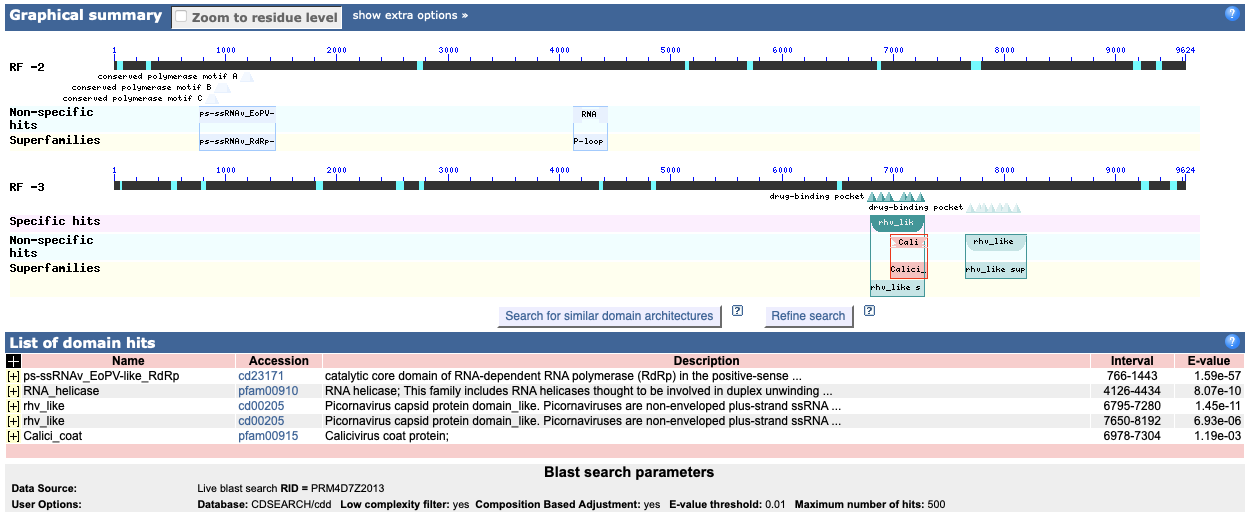 Graphical summary Zoom to residue level show extra options » ?
1 1000 2000 3000 4000 5000 6000 7000 8000 9000 9624
RF -2
conserved polymerase motif A
conserved polymerase motif B
conserved polymerase motif C
Non-specific hits ps-ssRNAv_EoPV- RNA
Superfamilies ps-ssRNAv_RdRp- P-loop
1 1000 2000 3000 4000 5000 6000 7000 8000 9000 9624
RF -3
drug-binding pocket
drug-binding pocket
Specific hits rhv_lik
Non-specific hits Cali rhv_like
Superfamilies Calici_ rhv_like sup
rhv_like s
Search for similar domain architectures ? Refine search ?
List of domain hits ?
+ Name Accession Description Interval E-value
[+] ps-ssRNAv_EoPV-like_RdRp cd23171 catalytic core domain of RNA-dependent RNA polymerase (RdRp) in the positive-sense ... 766-1443 1.59e-57
[+] RNA_helicase pfam00910 RNA helicase; This family includes RNA helicases thought to be involved in duplex unwinding ... 4126-4434 8.07e-10
[+] rhv_like cd00205 Picornavirus capsid protein domain_like. Picornaviruses are non-enveloped plus-strand ssRNA ... 6795-7280 1.45e-11
[+] rhv_like cd00205 Picornavirus capsid protein domain_like. Picornaviruses are non-enveloped plus-strand ssRNA ... 7650-8192 6.93e-06
[+] Calici_coat pfam00915 Calicivirus coat protein; 6978-7304 1.19e-03
Blast search parameters
Data Source: Live blast search RID = PRM4D7Z2013
User Options: Database: CDSEARCH/cdd Low complexity filter: yes Composition Based Adjustment: yes E-value threshold: 0.01 Maximum number of hits: 500